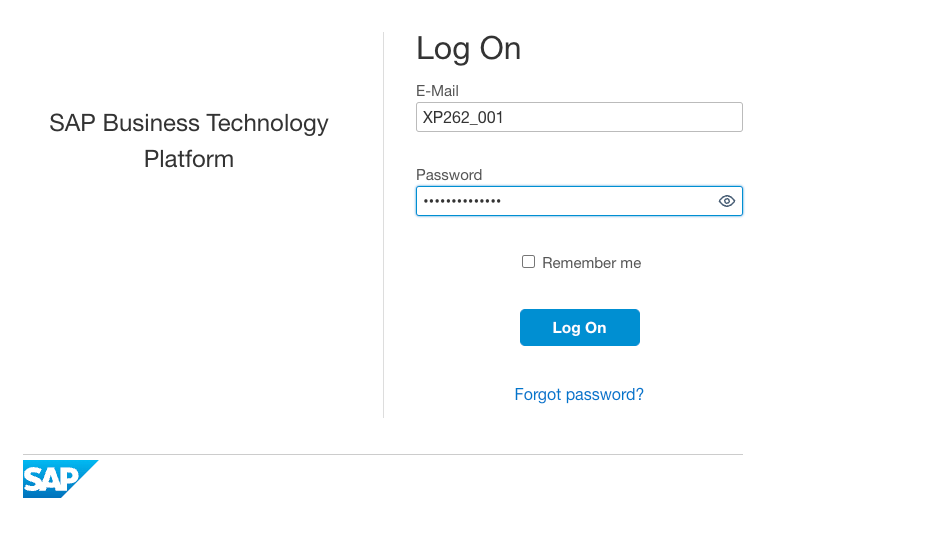 SAP Business Technology
Platform
Log On
E-Mail
XP262_001
Password
••••••••••••••
Remember me
Log On
Forgot password?
SAP